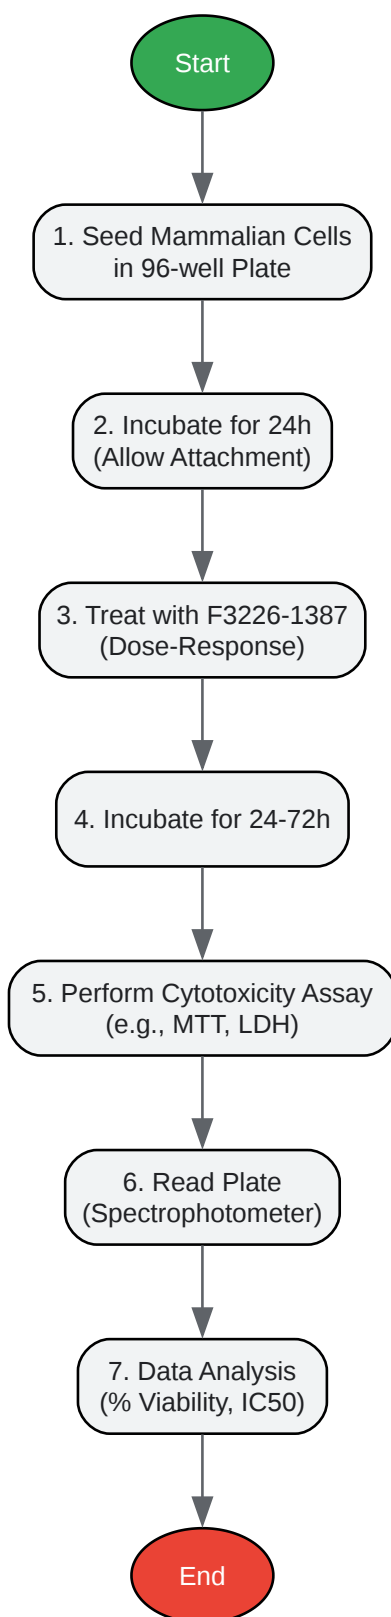 Start
1. Seed Mammalian Cells
in 96-well Plate
2. Incubate for 24h
(Allow Attachment)
3. Treat with F3226-1387
(Dose-Response)
4. Incubate for 24-72h
5. Perform Cytotoxicity Assay
(e.g., MTT, LDH)
6. Read Plate
(Spectrophotometer)
7. Data Analysis
(% Viability, IC50)
End